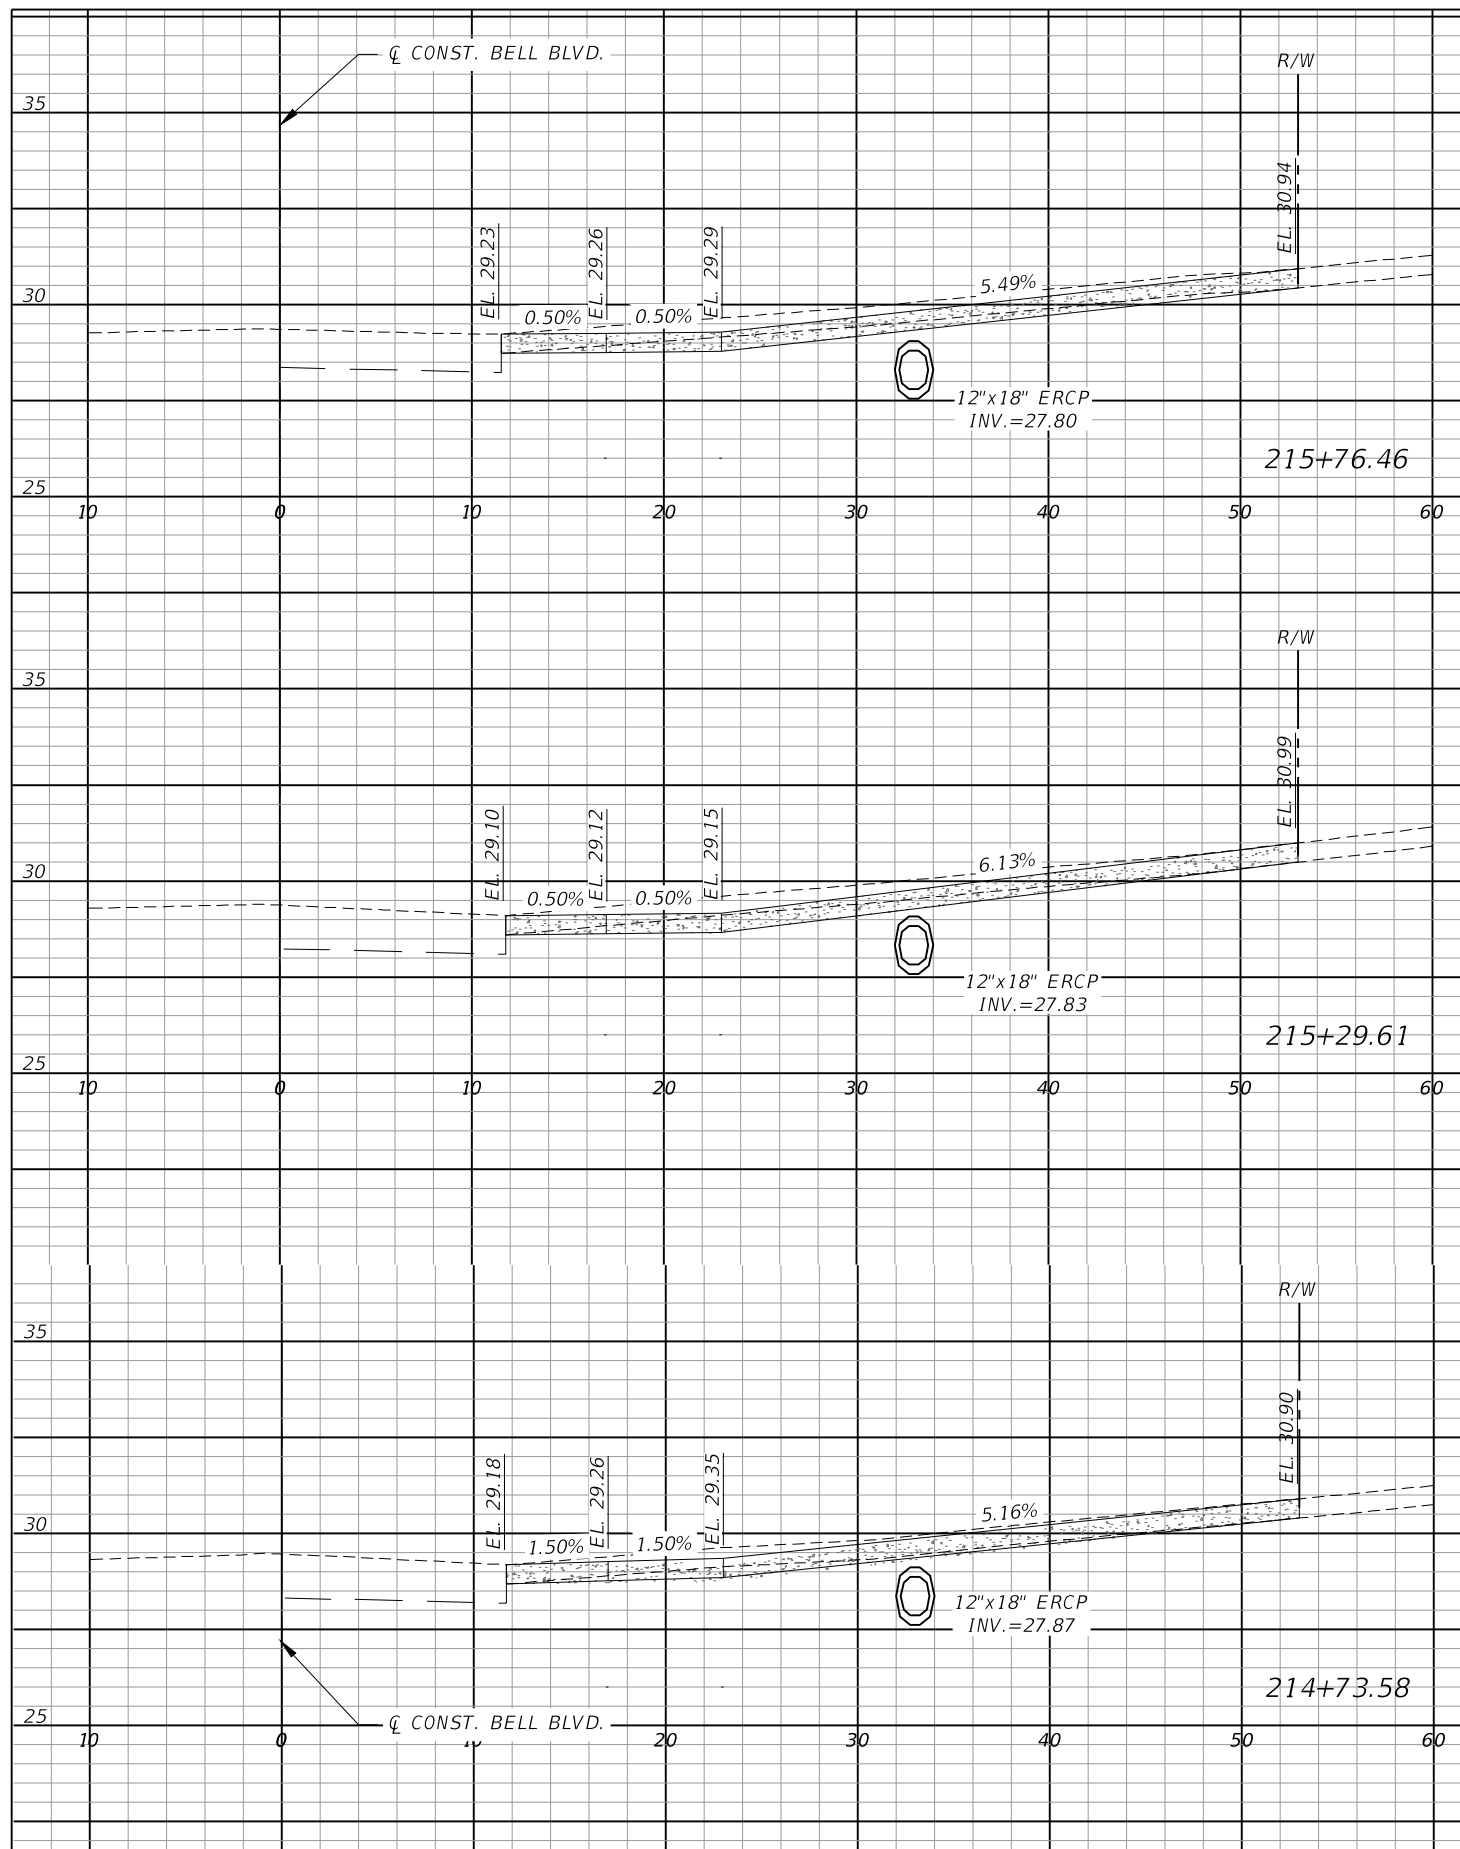 ℄ CONST. BELL BLVD.
R/W
35
EL. 30.94
EL. 29.23
EL. 29.26
EL. 29.29
5.49%
30
0.50%
0.50%
12"x18" ERCP
INV.=27.80
215+76.46
25
10 0 10 20 30 40 50 60
R/W
35
EL. 30.99
EL. 29.10
EL. 29.12
EL. 29.15
6.13%
30
0.50%
0.50%
12"x18" ERCP
INV.=27.83
215+29.61
25
10 0 10 20 30 40 50 60
R/W
35
EL. 30.90
EL. 29.18
EL. 29.26
EL. 29.35
5.16%
30
1.50%
1.50%
12"x18" ERCP
INV.=27.87
214+73.58
25
℄ CONST. BELL BLVD.
10 0 10 20 30 40 50 60